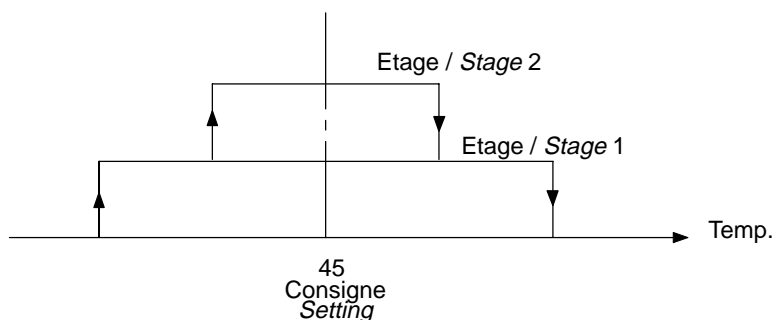 Etage / Stage 2
Etage / Stage 1
Temp.
45
Consigne
Setting